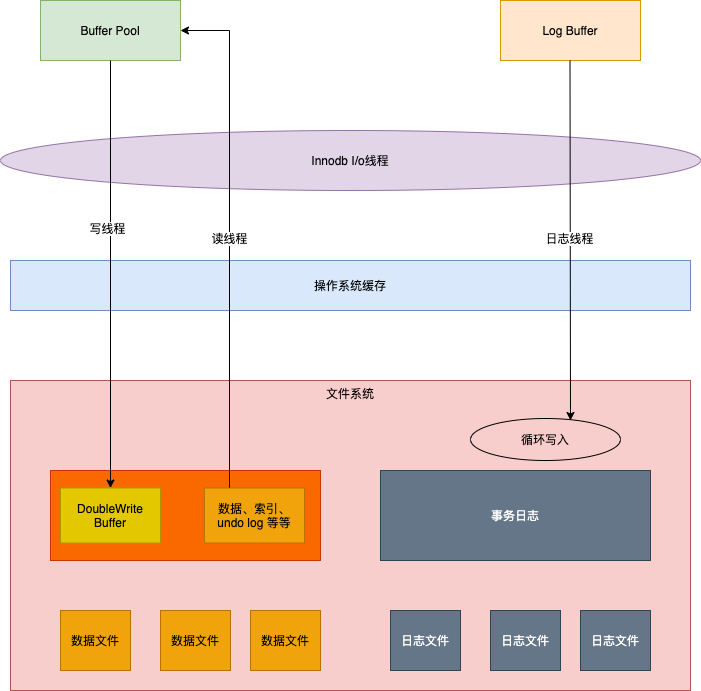 Buffer Pool
Log Buffer
Innodb I/o线程
写线程
读线程
日志线程
操作系统缓存
文件系统
循环写入
DoubleWrite
Buffer
数据、索引、
undo log 等等
事务日志
数据文件
数据文件
数据文件
日志文件
日志文件
日志文件